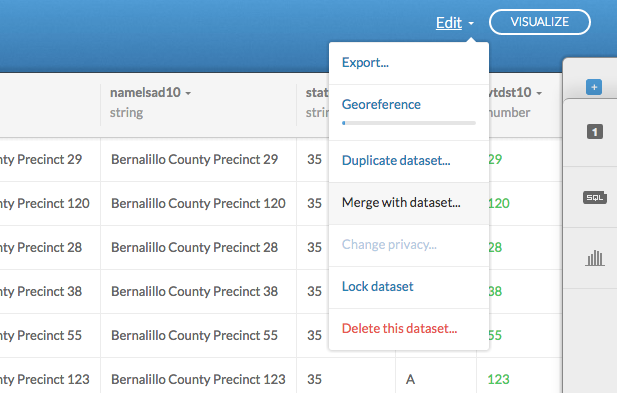 Edit
VISUALIZE
Export...
Georeference
Duplicate dataset...
Merge with dataset...
Change privacy...
Lock dataset
Delete this dataset...
namelsad10
string
vtdst10
number
nty Precinct 29 Bernalillo County Precinct 29 35 29
nty Precinct 120 Bernalillo County Precinct 120 35 120
nty Precinct 28 Bernalillo County Precinct 28 35 28
nty Precinct 38 Bernalillo County Precinct 38 35 38
nty Precinct 55 Bernalillo County Precinct 55 35 55
nty Precinct 123 Bernalillo County Precinct 123 35 A 123
1
SQL